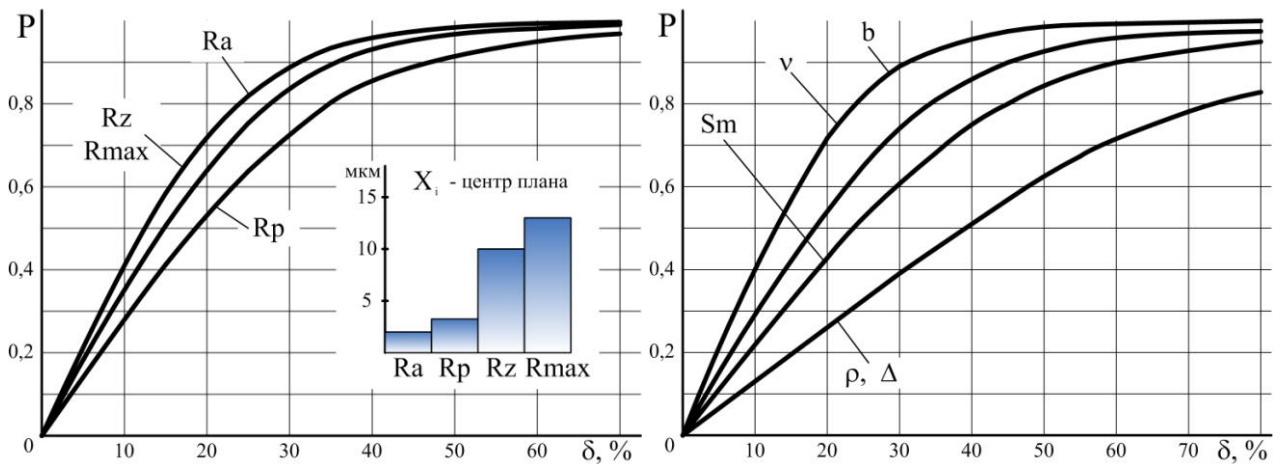 P
Ra
0,8
Rz
Rmax
0,6
мкм
X i - центр плана
15
Rp
10
0,4
5
0,2
Ra Rp Rz Rmax
0
10 20 30 40 50 60 δ, %
P
b
ν
0,8
Sm
0,6
0,4
0,2
ρ, Δ
0
10 20 30 40 50 60 70 δ, %